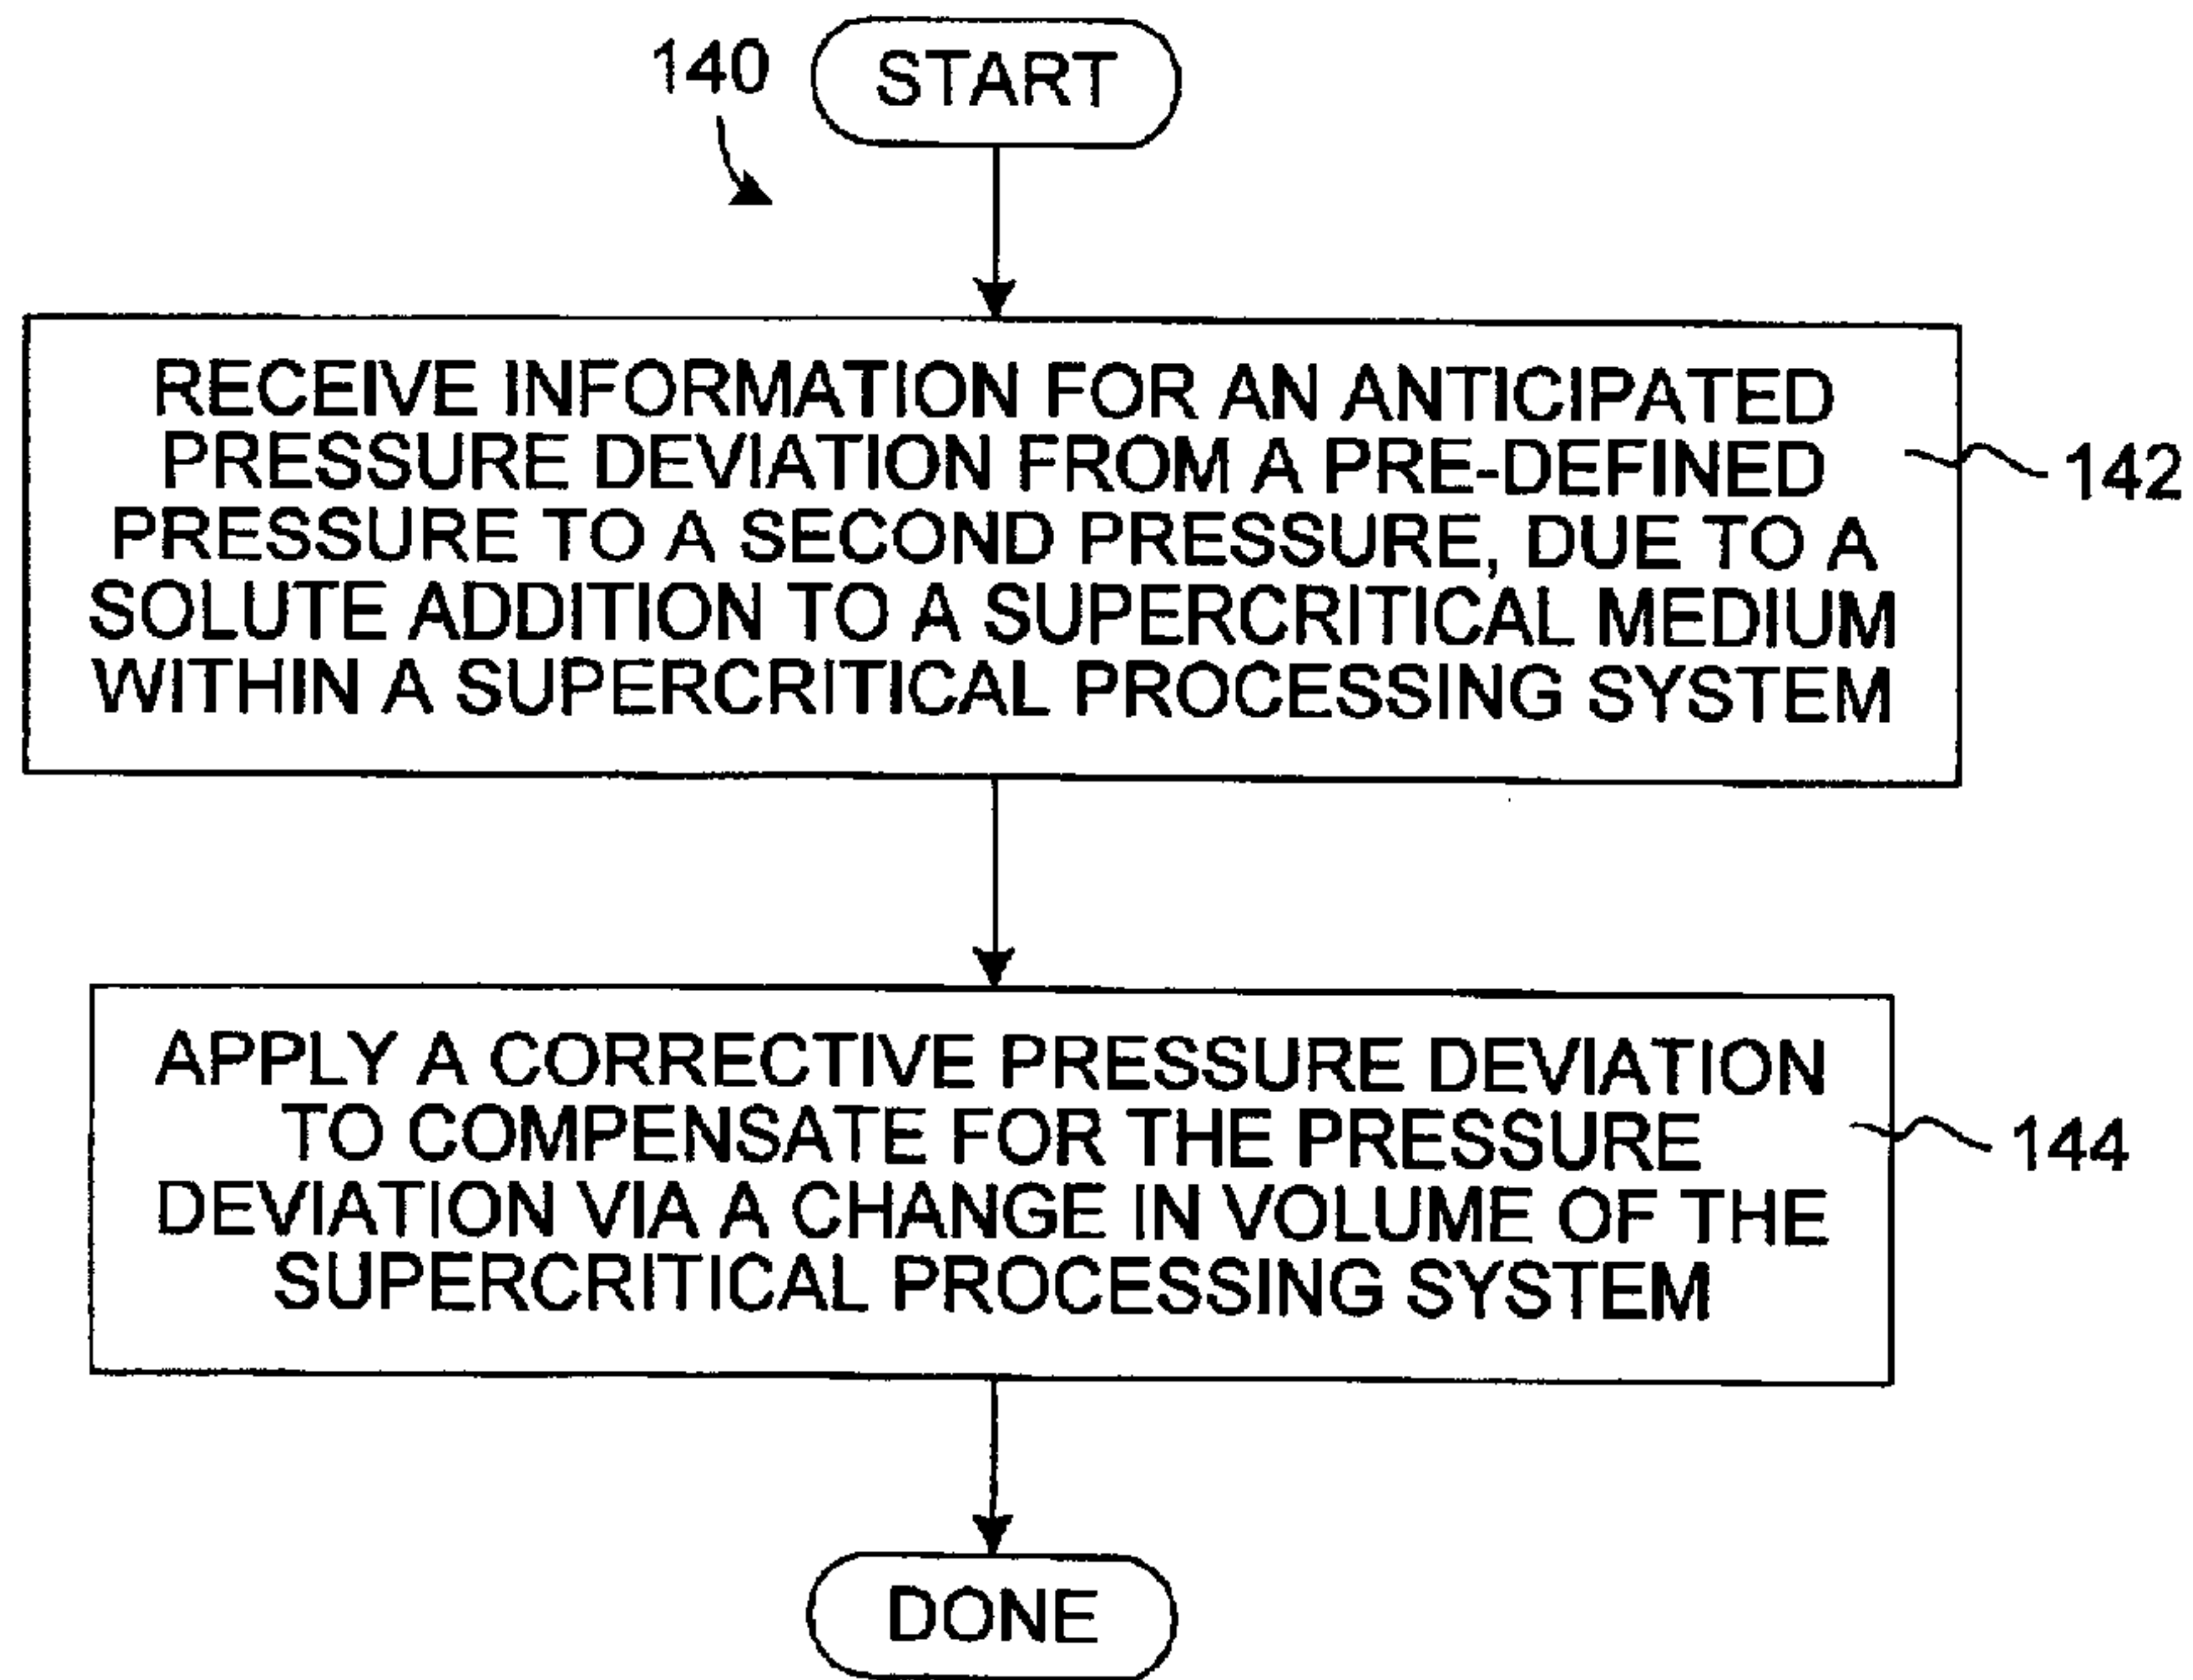 140
START
RECEIVE INFORMATION FOR AN ANTICIPATED
PRESSURE DEVIATION FROM A PRE-DEFINED
PRESSURE TO A SECOND PRESSURE, DUE TO A
SOLUTE ADDITION TO A SUPERCRITICAL MEDIUM
WITHIN A SUPERCRITICAL PROCESSING SYSTEM
142
APPLY A CORRECTIVE PRESSURE DEVIATION
TO COMPENSATE FOR THE PRESSURE
DEVIATION VIA A CHANGE IN VOLUME OF THE
SUPERCRITICAL PROCESSING SYSTEM
144
DONE